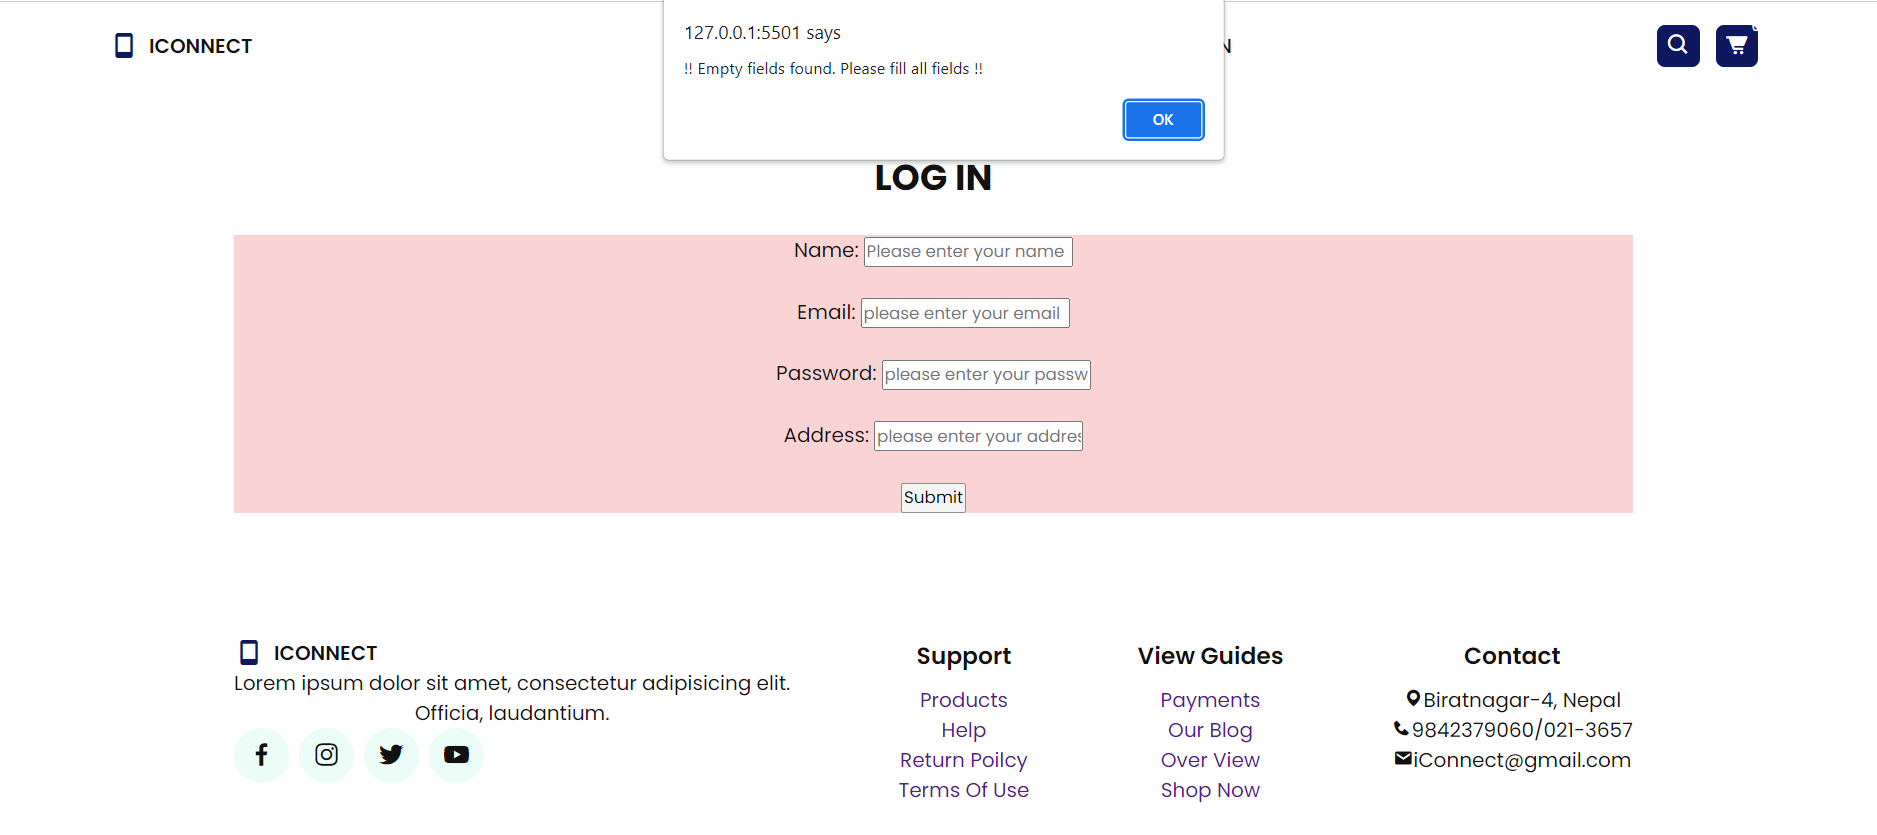 127.0.0.1:5501 says
!! Empty fields found. Please fill all fields !!
OK
ICONNECT
N
LOG IN
Name: Please enter your name
Email: please enter your email
Password: please enter your passw
Address: please enter your addres
Submit
ICONNECT
Lorem ipsum dolor sit amet, consectetur adipisicing elit.
Officia, laudantium.
Support
Products
Help
Return Poilcy
Terms Of Use
View Guides
Payments
Our Blog
Over View
Shop Now
Contact
Biratnagar-4, Nepal
9842379060/021-3657
iConnect@gmail.com